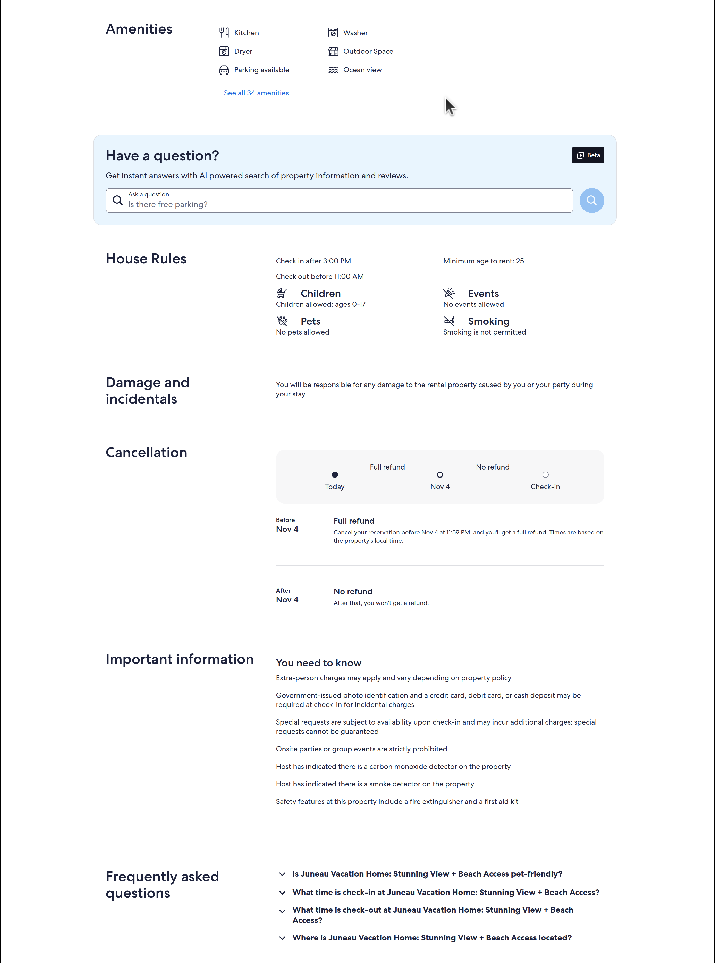 Amenities
Kitchen
Washer
Dryer
Outdoor Space
Parking available
Ocean view
See all 34 amenities
Have a question?
Beta
Get instant answers with AI powered search of property information and reviews.
Ask a question
Is there free parking?
House Rules
Check in after 3:00 PM
Minimum age to rent: 25
Check out before 11:00 AM
Children
Children allowed: ages 0–17
Events
No events allowed
Pets
No pets allowed
Smoking
Smoking is not permitted
Damage and
incidentals
You will be responsible for any damage to the rental property caused by you or your party during
your stay
Cancellation
Full refund
No refund
Today
Nov 4
Check-in
Before
Nov 4
Full refund
Cancel your reservation before Nov 4 at 11:59 PM, and you'll get a full refund. Times are based on
the property's local time.
After
Nov 4
No refund
After that, you won't get a refund.
Important information
You need to know
Extra-person charges may apply and vary depending on property policy
Government-issued photo identification and a credit card, debit card, or cash deposit may be
required at check-in for incidental charges
Special requests are subject to availability upon check-in and may incur additional charges; special
requests cannot be guaranteed
Onsite parties or group events are strictly prohibited
Host has indicated there is a carbon monoxide detector on the property
Host has indicated there is a smoke detector on the property
Safety features at this property include a fire extinguisher and a first aid kit
Frequently asked
questions
Is Juneau Vacation Home: Stunning View + Beach Access pet-friendly?
What time is check-in at Juneau Vacation Home: Stunning View + Beach Access?
What time is check-out at Juneau Vacation Home: Stunning View + Beach
Access?
Where is Juneau Vacation Home: Stunning View + Beach Access located?